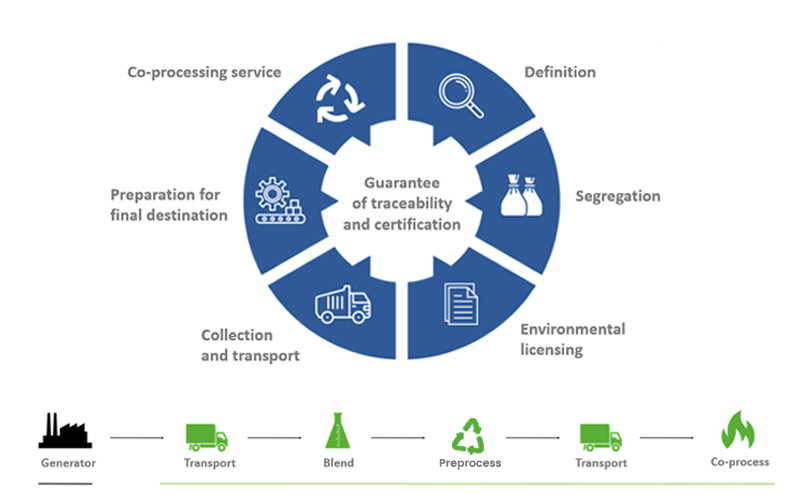 Co-processing service
Definition
Preparation for
final destination
Guarantee
of traceability
and certification
Segregation
Collection
and transport
Environmental
licensing
Generator
Transport
Blend
Preprocess
Transport
Co-process